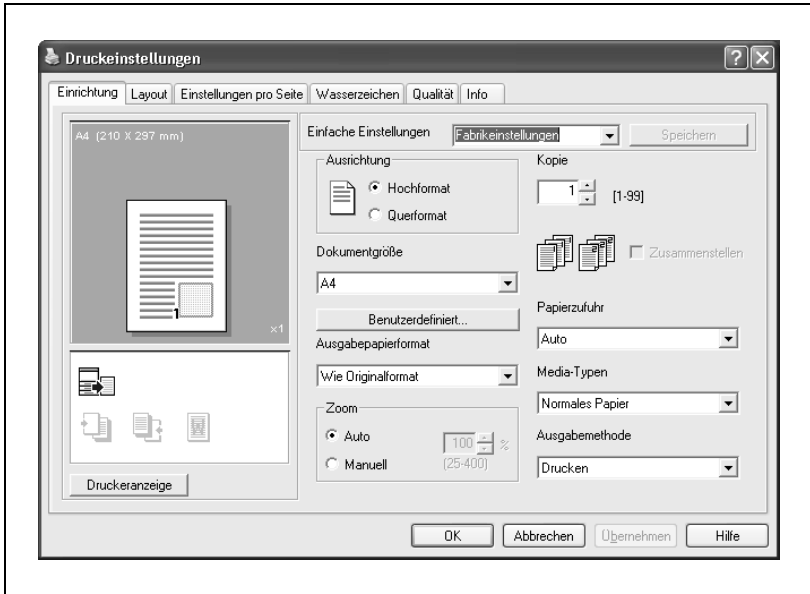 Druckeinstellungen
Einrichtung Layout Einstellungen pro Seite Wasserzeichen Qualität Info
A4 (210 X 297 mm)
1
x1
Druckeranzeige
Einfache Einstellungen Fabrikeinstellungen Speichern
Ausrichtung
Hochformat
Querformat
Dokumentgröße
A4
Benutzerdefiniert...
Ausgabepapierformat
Wie Originalformat
Zoom
Auto 100 %
Manuell (25-400)
Kopie
1 [1-99]
Zusammenstellen
Papierzufuhr
Auto
Media-Typen
Normales Papier
Ausgabemethode
Drucken
OK Abbrechen Übernehmen Hilfe